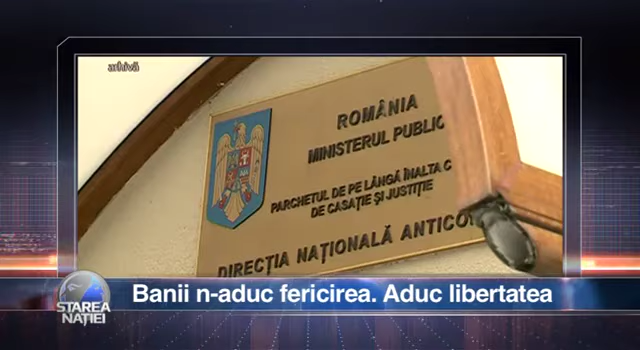 arhivă
ROMÂNIA
MINISTERUL PUBLIC
PARCHETUL DE PE LÂNGĂ ÎNALTA C
DE CASAȚIE ȘI JUSTIȚIE
DIRECȚIA NAȚIONALĂ ANTICO
STAREA
NAȚIEI
Banii n-aduc fericirea. Aduc libertatea